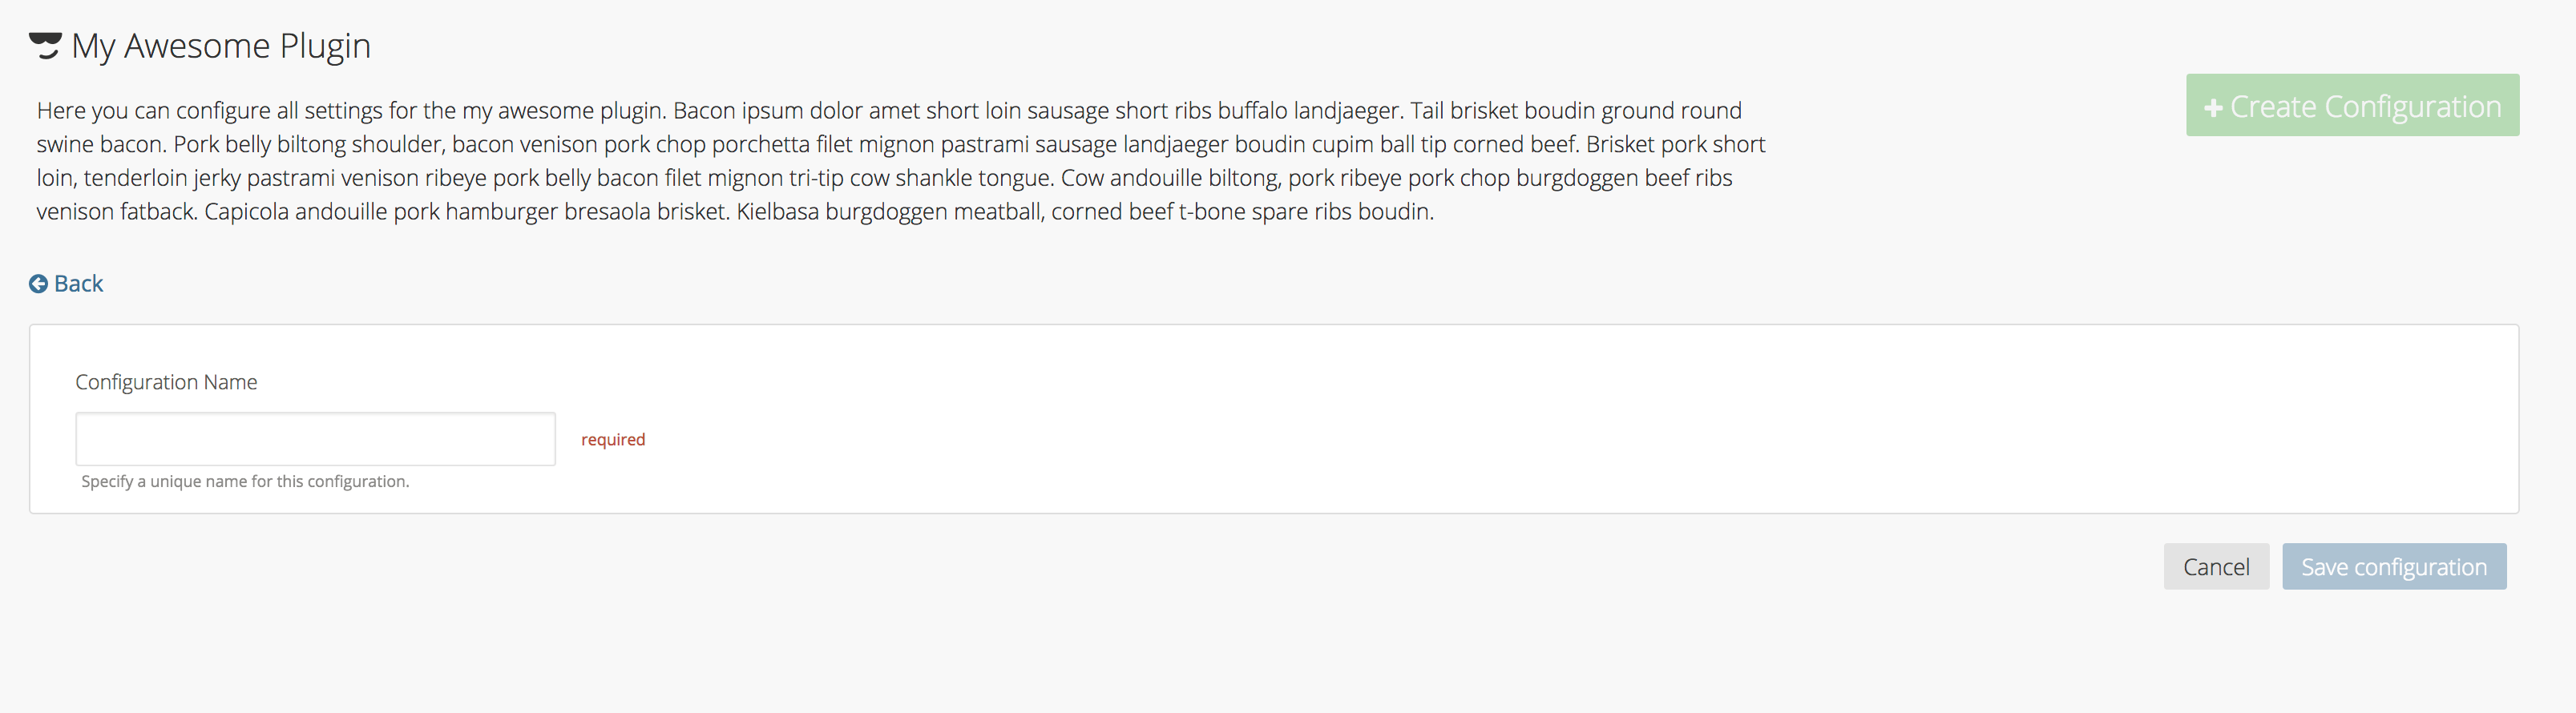 My Awesome Plugin
Here you can configure all settings for the my awesome plugin. Bacon ipsum dolor amet short loin sausage short ribs buffalo landjaeger. Tail brisket boudin ground round
swine bacon. Pork belly biltong shoulder, bacon venison pork chop porchetta filet mignon pastrami sausage landjaeger boudin cupim ball tip corned beef. Brisket pork short
loin, tenderloin jerky pastrami venison ribeye pork belly bacon filet mignon tri-tip cow shankle tongue. Cow andouille biltong, pork ribeye pork chop burgdoggen beef ribs
venison fatback. Capicola andouille pork hamburger bresaola brisket. Kielbasa burgdoggen meatball, corned beef t-bone spare ribs boudin.
+ Create Configuration
Back
Configuration Name
required
Specify a unique name for this configuration.
Cancel
Save configuration